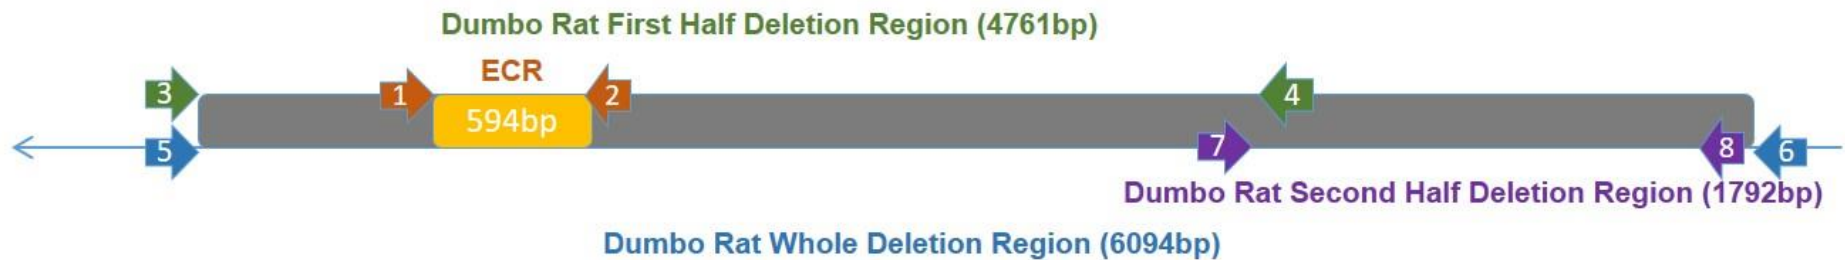 Dumbo Rat First Half Deletion Region (4761bp)
ECR
3
1
594bp
2
4
5
7
8
6
Dumbo Rat Second Half Deletion Region (1792bp)
Dumbo Rat Whole Deletion Region (6094bp)